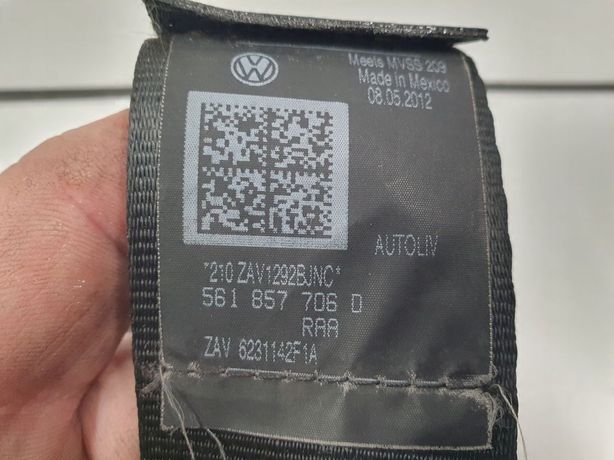 Meets MVSS 209
Made in Mexico
08.05.2012
AUTOLIV
*210 ZAV1292BJNC*
561 857 706 D
RAA
ZAV 6231142F1A